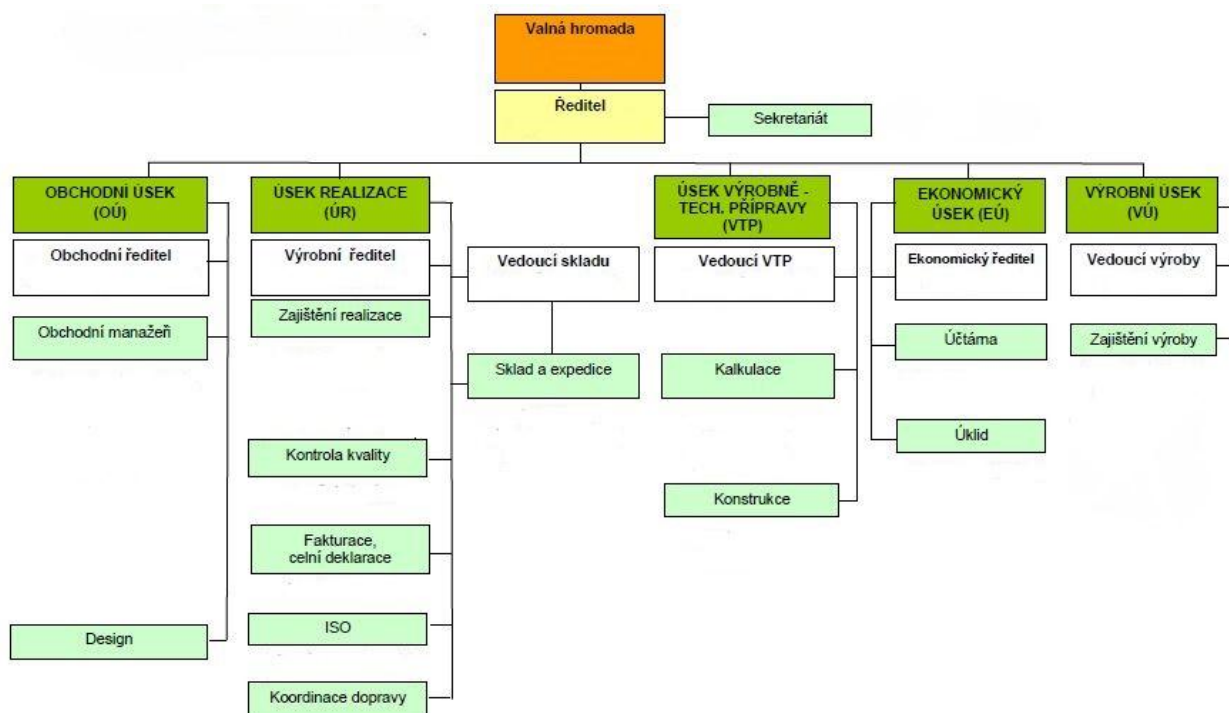 Valná hromada
Ředitel
Sekretariát
OBCHODNÍ ÚSEK
(OÚ)
ÚSEK REALIZACE
(ÚR)
ÚSEK VÝROBNĚ -
TECH. PŘÍPRAVY
(VTP)
EKONOMICKÝ
ÚSEK (EÚ)
VÝROBNÍ ÚSEK
(VÚ)
Obchodní ředitel
Výrobní ředitel
Vedoucí skladu
Vedoucí VTP
Ekonomický ředitel
Vedoucí výroby
Obchodní manažeři
Zajištění realizace
Sklad a expedice
Kalkulace
Účtárna
Zajištění výroby
Kontrola kvality
Úklid
Konstrukce
Fakturace,
celní deklarace
Design
ISO
Koordinace dopravy